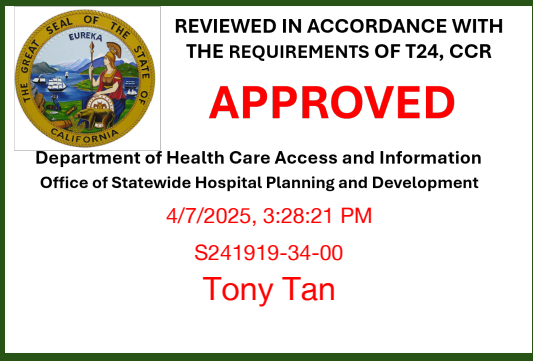 REVIEWED IN ACCORDANCE WITH
THE REQUIREMENTS OF T24, CCR
APPROVED
THE GREAT SEAL OF THE STATE OF CALIFORNIA
EUREKA
Department of Health Care Access and Information
Office of Statewide Hospital Planning and Development
4/7/2025, 3:28:21 PM
S241919-34-00
Tony Tan